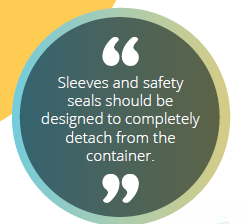 “
Sleeves and safety
seals should be
designed to completely
detach from the
container.
”